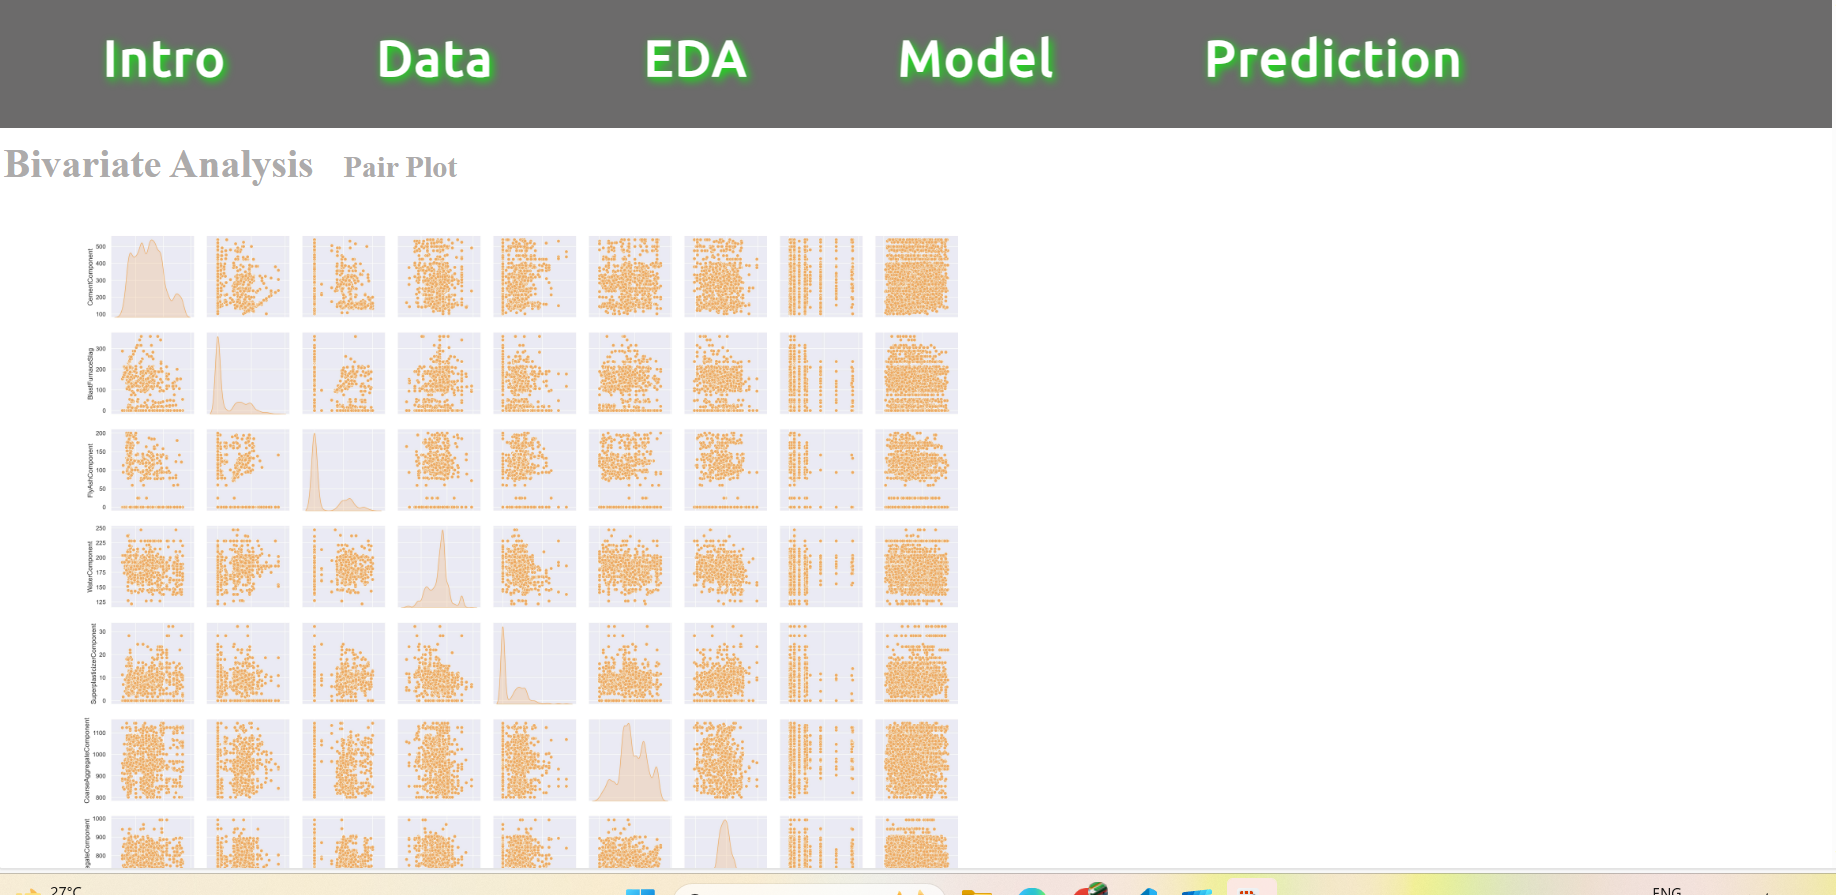 Intro Data EDA Model Prediction
Bivariate Analysis Pair Plot
CementComponent
500
400
300
200
100
BlastFurnaceSlag
300
200
100
0
FlyAshComponent
200
150
100
50
0
WaterComponent
250
225
200
175
150
125
SuperplasticizerComponent
30
20
10
0
CoarseAggregateComponent
1100
1000
900
800
gateComponent
1000
900
800
27°C
ENG